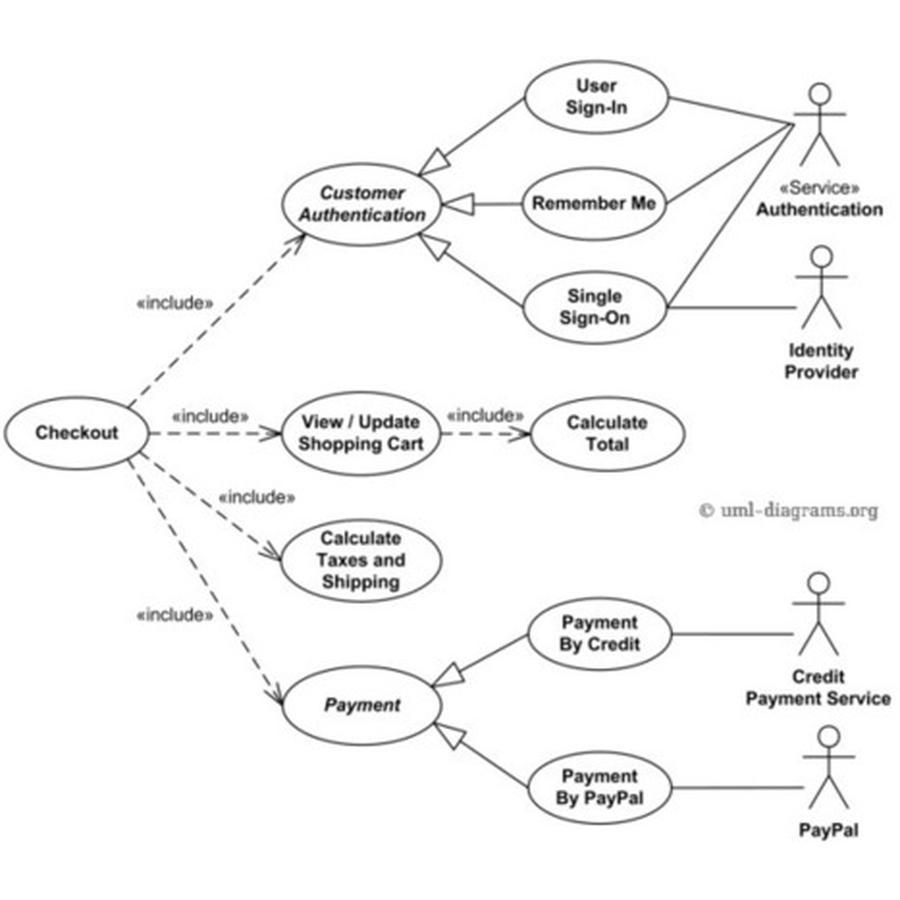 User
Sign-In
«Service»
Authentication
Customer
Authentication
Remember Me
Single
Sign-On
Identity
Provider
«include»
Checkout
«include»
View / Update
Shopping Cart
«include»
Calculate
Total
«include»
Calculate
Taxes and
Shipping
© uml-diagrams.org
«include»
Payment
By Credit
Credit
Payment Service
Payment
Payment
By PayPal
PayPal